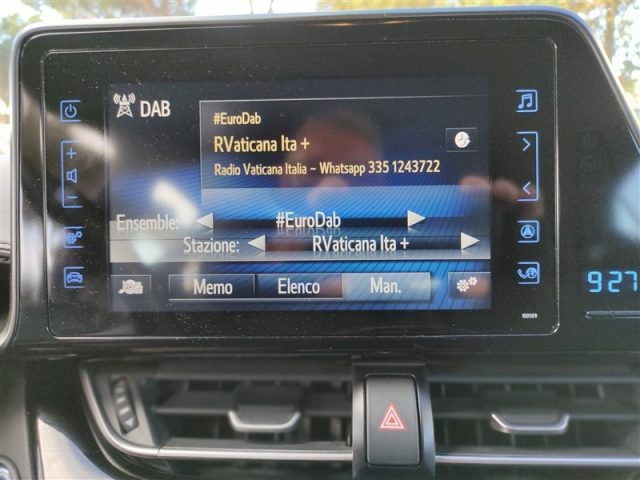 DAB
#EuroDab
RVaticana Ita +
Radio Vaticana Italia - Whatsapp 335 1243722
Ensemble: #EuroDab
Stazione: RVaticana Ita +
Memo Elenco Man.
927
100509